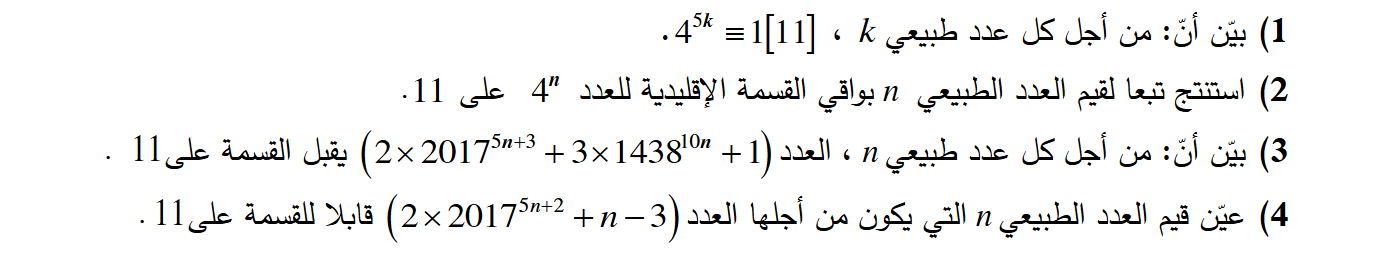 1) بيّن أنّ: من أجل كل عدد طبيعي k ، 4^{5k} ≡ 1[11] .
2) استنتج تبعا لقيم العدد الطبيعي n بواقي القسمة الإقليدية للعدد 4^n على 11.
3) بيّن أنّ: من أجل كل عدد طبيعي n ، العدد (2×2017^{5n+3} + 3×1438^{10n} + 1) يقبل القسمة على 11 .
4) عيّن قيم العدد الطبيعي n التي يكون من أجلها العدد (2×2017^{5n+2} + n − 3) قابلا للقسمة على 11 .